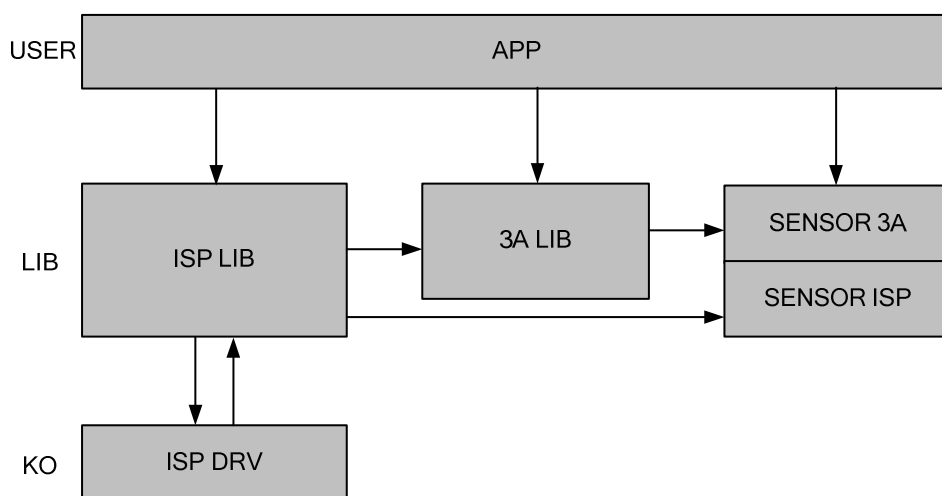 USER
APP
LIB
ISP LIB
3A LIB
SENSOR 3A
SENSOR ISP
KO
ISP DRV